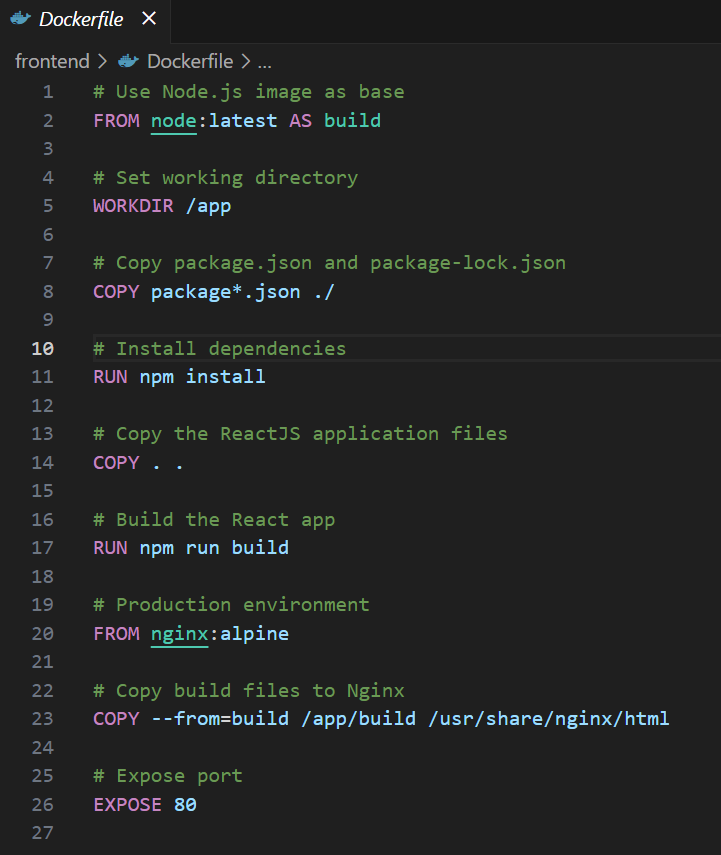 Dockerfile ×
frontend > Dockerfile > ...
1 # Use Node.js image as base
2 FROM node:latest AS build
3
4 # Set working directory
5 WORKDIR /app
6
7 # Copy package.json and package-lock.json
8 COPY package*.json ./
9
10 # Install dependencies
11 RUN npm install
12
13 # Copy the ReactJS application files
14 COPY . .
15
16 # Build the React app
17 RUN npm run build
18
19 # Production environment
20 FROM nginx:alpine
21
22 # Copy build files to Nginx
23 COPY --from=build /app/build /usr/share/nginx/html
24
25 # Expose port
26 EXPOSE 80
27